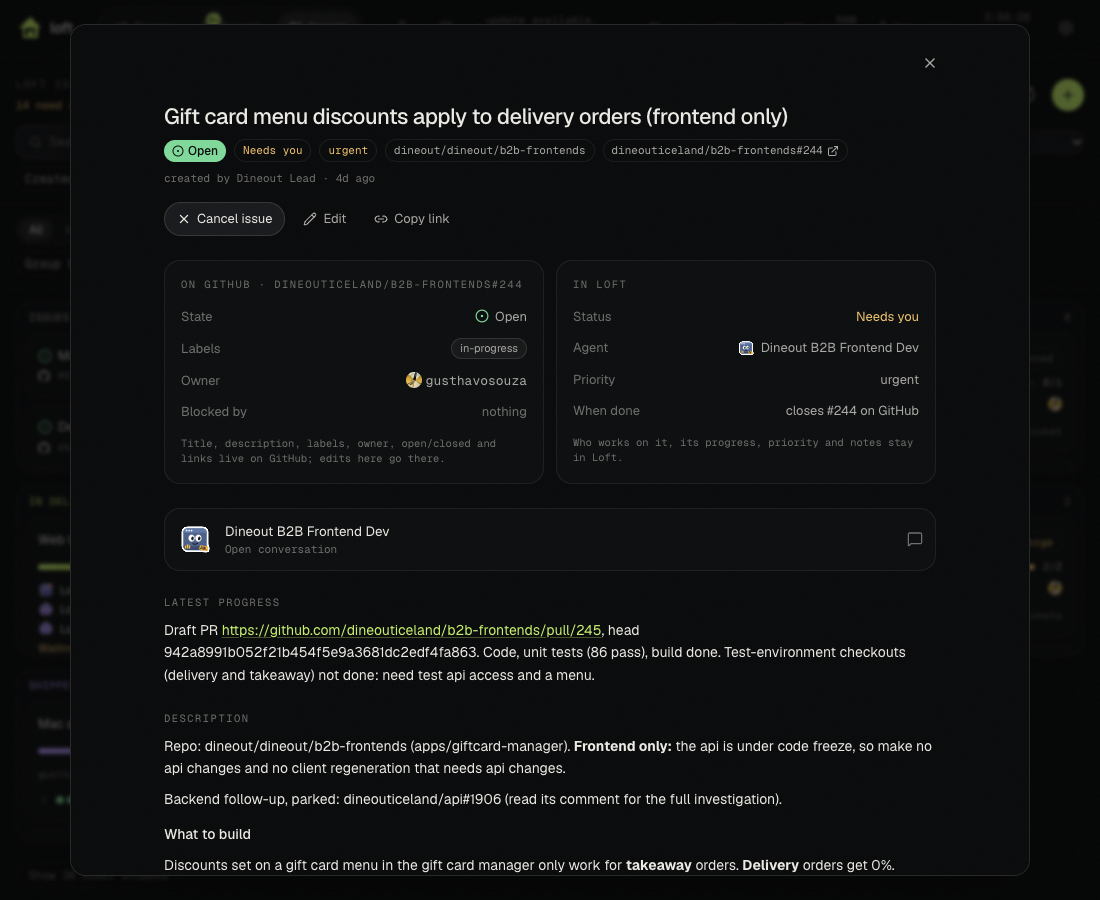 Gift card menu discounts apply to delivery orders (frontend only)
Open
Needs you
urgent
dineout/dineout/b2b-frontends
dineouticeland/b2b-frontends#244
created by Dineout Lead · 4d ago
Cancel issue
Edit
Copy link
ON GITHUB · DINEOUTICELAND/B2B-FRONTENDS#244
State
Open
Labels
in-progress
Owner
gusthavosouza
Blocked by
nothing
Title, description, labels, owner, open/closed and
links live on GitHub; edits here go there.
IN LOFT
Status
Needs you
Agent
Dineout B2B Frontend Dev
Priority
urgent
When done
closes #244 on GitHub
Who works on it, its progress, priority and notes stay
in Loft.
Dineout B2B Frontend Dev
Open conversation
LATEST PROGRESS
Draft PR https://github.com/dineouticeland/b2b-frontends/pull/245, head
942a8991b052f21b454f5e9a3681dc2edf4fa863. Code, unit tests (86 pass), build done. Test-environment checkouts
(delivery and takeaway) not done: need test api access and a menu.
DESCRIPTION
Repo: dineout/dineout/b2b-frontends (apps/giftcard-manager). Frontend only: the api is under code freeze, so make no
api changes and no client regeneration that needs api changes.
Backend follow-up, parked: dineouticeland/api#1906 (read its comment for the full investigation).
What to build
Discounts set on a gift card menu in the gift card manager only work for takeaway orders. Delivery orders get 0%.